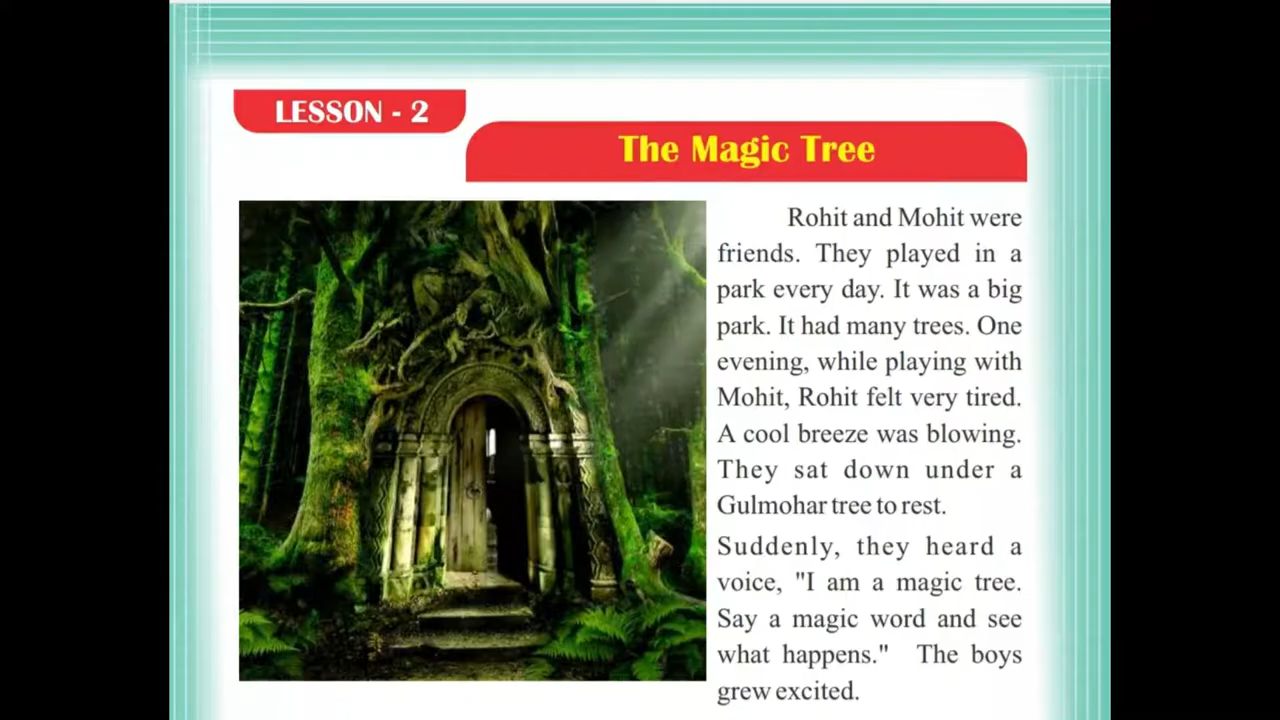 LESSON - 2
The Magic Tree
Rohit and Mohit were
friends. They played in a
park every day. It was a big
park. It had many trees. One
evening, while playing with
Mohit, Rohit felt very tired.
A cool breeze was blowing.
They sat down under a
Gulmohar tree to rest.
Suddenly, they heard a
voice, "I am a magic tree.
Say a magic word and see
what happens." The boys
grew excited.